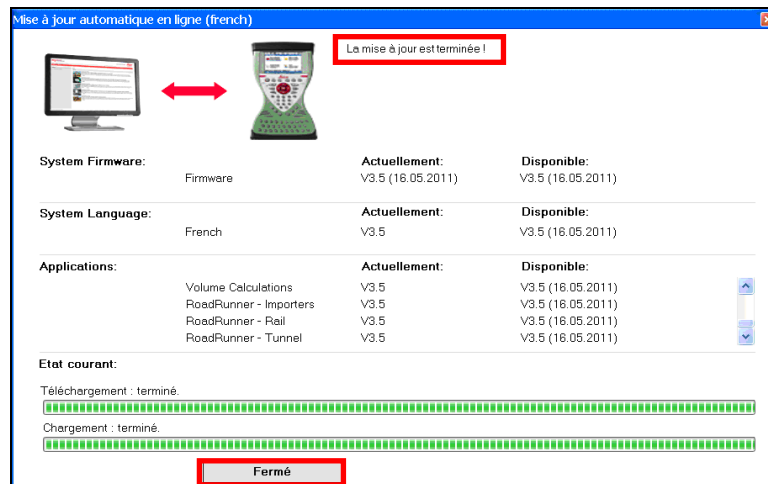 Mise à jour automatique en ligne (french)
La mise à jour est terminée !
System Firmware: Actuellement: Disponible:
Firmware V3.5 (16.05.2011) V3.5 (16.05.2011)
System Language: Actuellement: Disponible:
French V3.5 V3.5 (16.05.2011)
Applications: Actuellement: Disponible:
Volume Calculations V3.5 V3.5 (16.05.2011)
RoadRunner - Importers V3.5 V3.5 (16.05.2011)
RoadRunner - Rail V3.5 V3.5 (16.05.2011)
RoadRunner - Tunnel V3.5 V3.5 (16.05.2011)
Etat courant:
Téléchargement : terminé.
Chargement : terminé.
Fermé